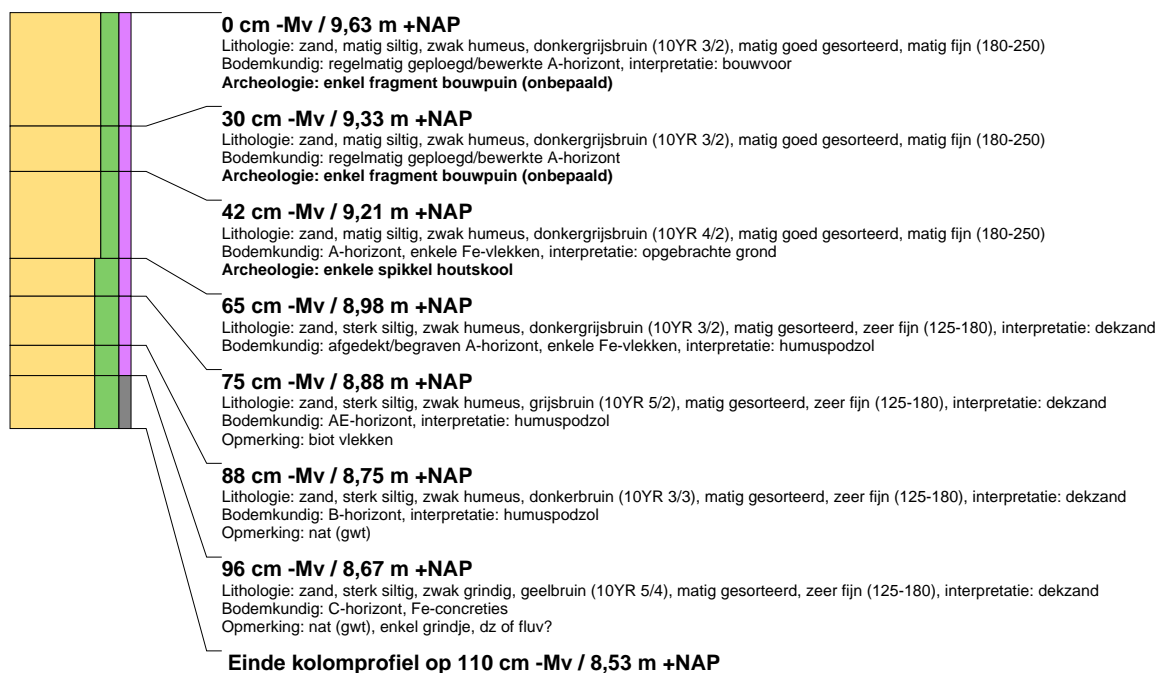 0 cm -Mv / 9,63 m +NAP
Lithologie: zand, matig siltig, zwak humeus, donkergrijsbruin (10YR 3/2), matig goed gesorteerd, matig fijn (180-250)
Bodemkundig: regelmatig geploegd/bewerkte A-horizont, interpretatie: bouwvoor
Archeologie: enkel fragment bouwpuin (onbepaald)
30 cm -Mv / 9,33 m +NAP
Lithologie: zand, matig siltig, zwak humeus, donkergrijsbruin (10YR 3/2), matig goed gesorteerd, matig fijn (180-250)
Bodemkundig: regelmatig geploegd/bewerkte A-horizont
Archeologie: enkel fragment bouwpuin (onbepaald)
42 cm -Mv / 9,21 m +NAP
Lithologie: zand, matig siltig, zwak humeus, donkergrijsbruin (10YR 4/2), matig goed gesorteerd, matig fijn (180-250)
Bodemkundig: A-horizont, enkele Fe-vlekken, interpretatie: opgebrachte grond
Archeologie: enkele spikkel houtskool
65 cm -Mv / 8,98 m +NAP
Lithologie: zand, sterk siltig, zwak humeus, donkergrijsbruin (10YR 3/2), matig gesorteerd, zeer fijn (125-180), interpretatie: dekzand
Bodemkundig: afgedekt/begraven A-horizont, enkele Fe-vlekken, interpretatie: humuspodzol
75 cm -Mv / 8,88 m +NAP
Lithologie: zand, sterk siltig, zwak humeus, grijsbruin (10YR 5/2), matig gesorteerd, zeer fijn (125-180), interpretatie: dekzand
Bodemkundig: AE-horizont, interpretatie: humuspodzol
Opmerking: biot vlekken
88 cm -Mv / 8,75 m +NAP
Lithologie: zand, sterk siltig, zwak humeus, donkerbruin (10YR 3/3), matig gesorteerd, zeer fijn (125-180), interpretatie: dekzand
Bodemkundig: B-horizont, interpretatie: humuspodzol
Opmerking: nat (gwt)
96 cm -Mv / 8,67 m +NAP
Lithologie: zand, sterk siltig, zwak grindig, geelbruin (10YR 5/4), matig gesorteerd, zeer fijn (125-180), interpretatie: dekzand
Bodemkundig: C-horizont, Fe-concreties
Opmerking: nat (gwt), enkel grindje, dz of fluv?
Einde kolomprofiel op 110 cm -Mv / 8,53 m +NAP